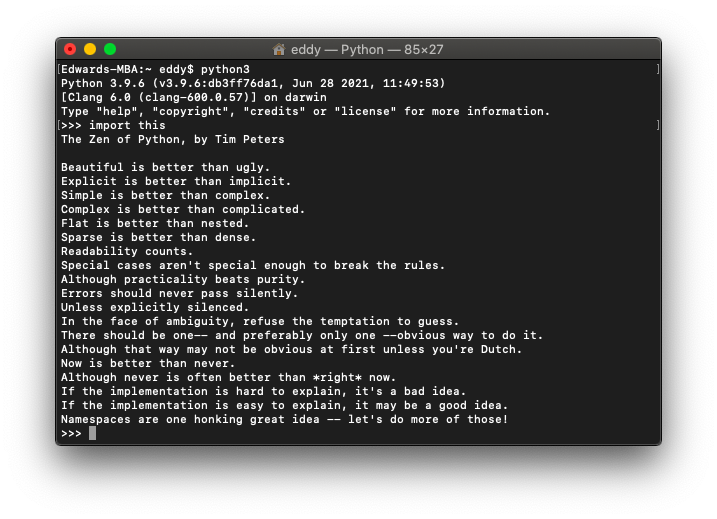 eddy — Python — 85×27
[Edwards-MBA:~ eddy$ python3 ]
Python 3.9.6 (v3.9.6:db3ff76da1, Jun 28 2021, 11:49:53)
[Clang 6.0 (clang-600.0.57)] on darwin
Type "help", "copyright", "credits" or "license" for more information.
[>>> import this ]
The Zen of Python, by Tim Peters

Beautiful is better than ugly.
Explicit is better than implicit.
Simple is better than complex.
Complex is better than complicated.
Flat is better than nested.
Sparse is better than dense.
Readability counts.
Special cases aren't special enough to break the rules.
Although practicality beats purity.
Errors should never pass silently.
Unless explicitly silenced.
In the face of ambiguity, refuse the temptation to guess.
There should be one-- and preferably only one --obvious way to do it.
Although that way may not be obvious at first unless you're Dutch.
Now is better than never.
Although never is often better than *right* now.
If the implementation is hard to explain, it's a bad idea.
If the implementation is easy to explain, it may be a good idea.
Namespaces are one honking great idea -- let's do more of those!
>>>